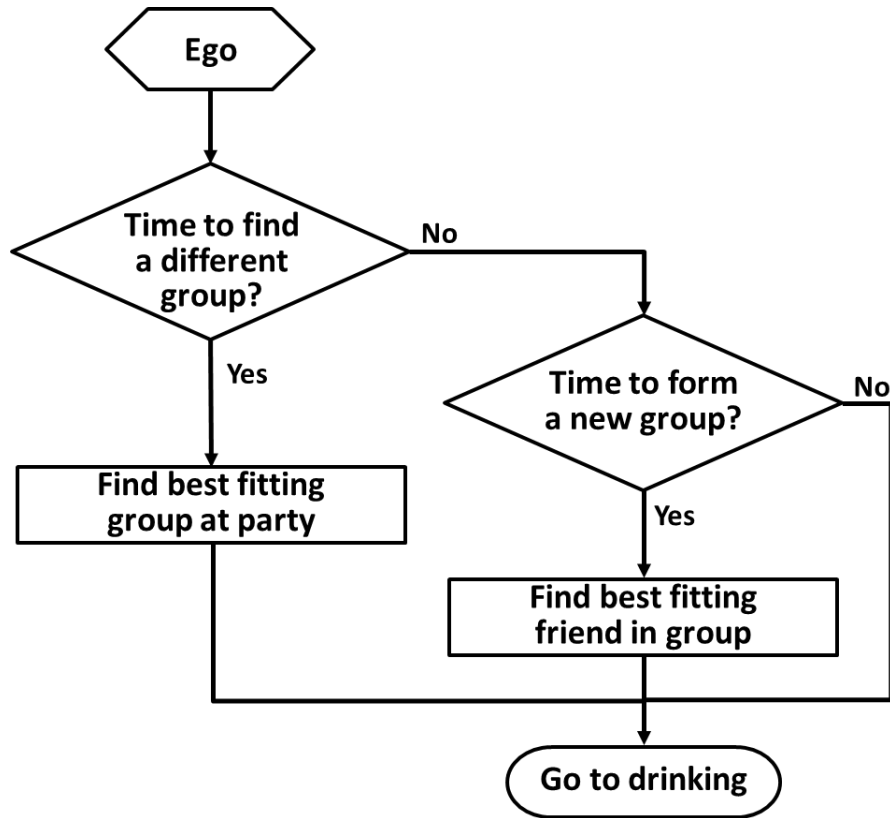 Ego
Time to find
a different
group?
No
Yes
Time to form
a new group?
No
Find best fitting
group at party
Yes
Find best fitting
friend in group
Go to drinking